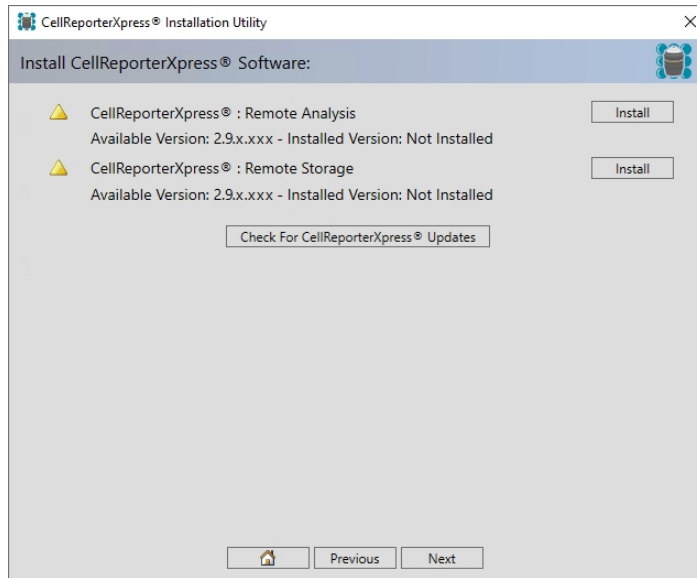 CellReporterXpress® Installation Utility
Install CellReporterXpress® Software:
CellReporterXpress® : Remote Analysis
Install
Available Version: 2.9.x.xxx - Installed Version: Not Installed
CellReporterXpress® : Remote Storage
Install
Available Version: 2.9.x.xxx - Installed Version: Not Installed
Check For CellReporterXpress® Updates
Previous
Next